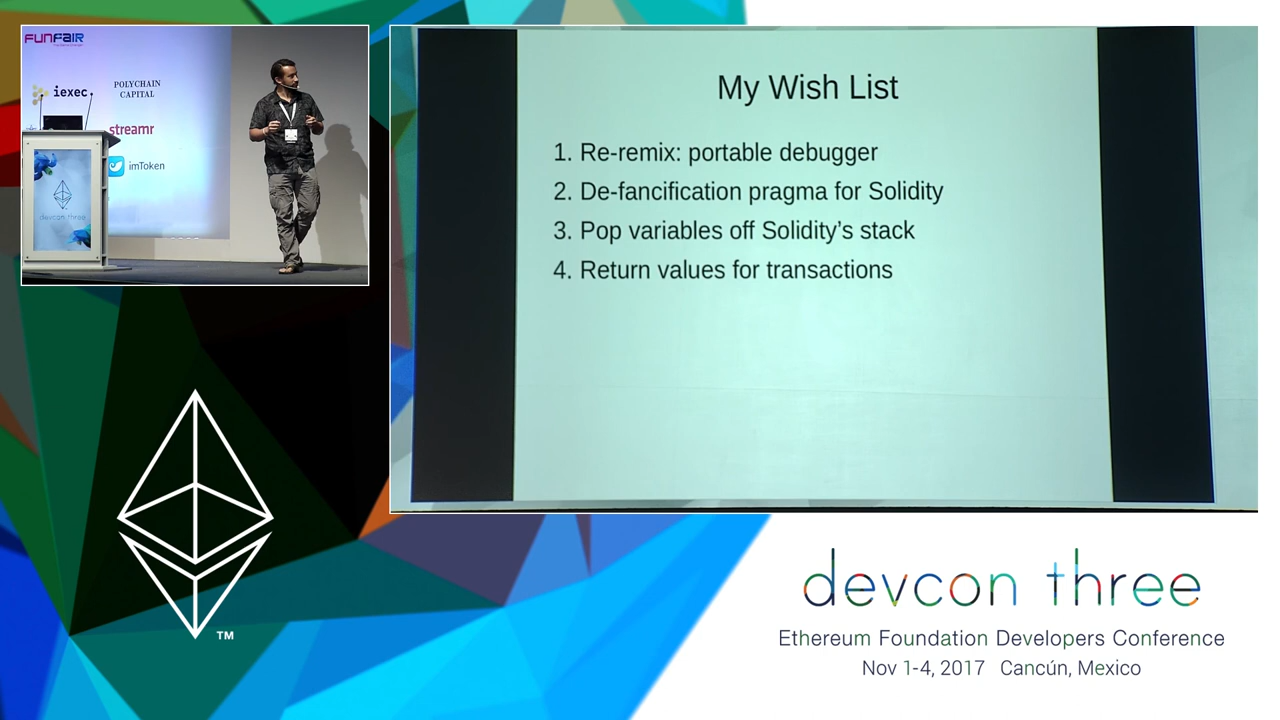 FUNFAIR
iexec
POLYCHAIN
CAPITAL
streamr
imToken
devcon three
My Wish List
1. Re-remix: portable debugger
2. De-fancification pragma for Solidity
3. Pop variables off Solidity’s stack
4. Return values for transactions
TM
devcon three
Ethereum Foundation Developers Conference
Nov 1-4, 2017 Cancún, Mexico